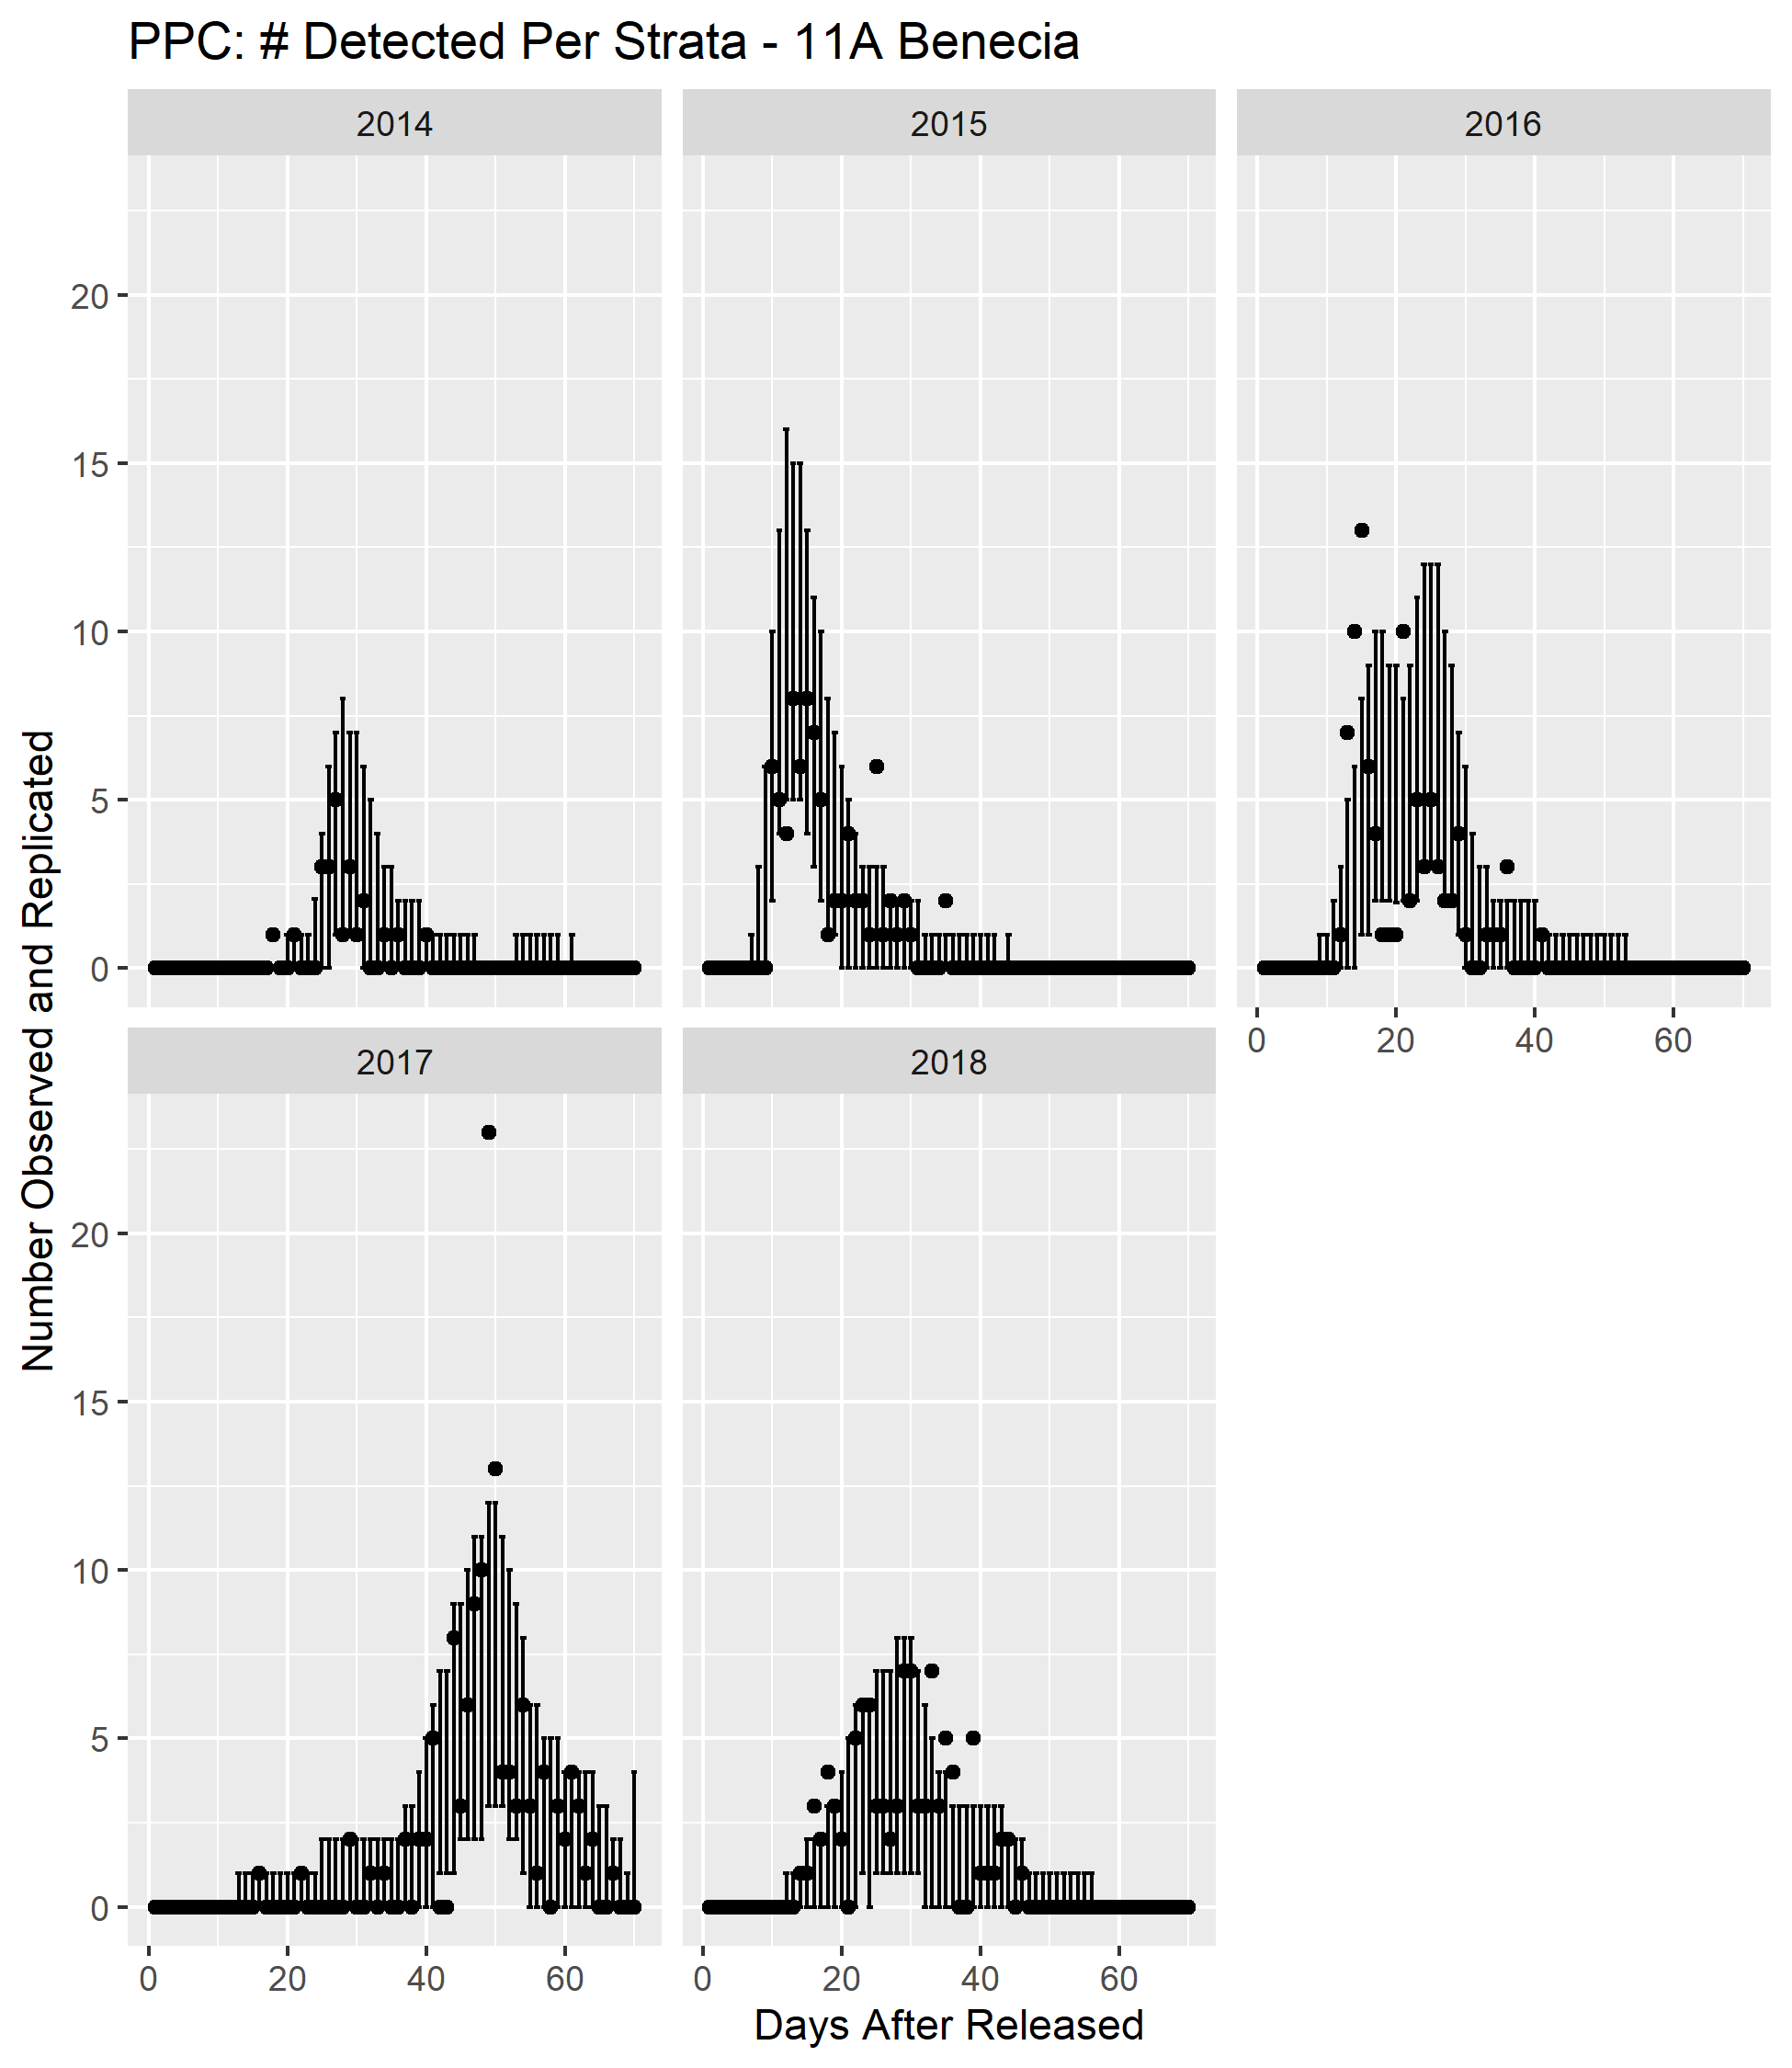 PPC: # Detected Per Strata - 11A Benecia
2014 2015 2016
20
15
10
5
0
0 20 40 60
Number Observed and Replicated
2017 2018
20
15
10
5
0
0 20 40 60 0 20 40 60
Days After Released